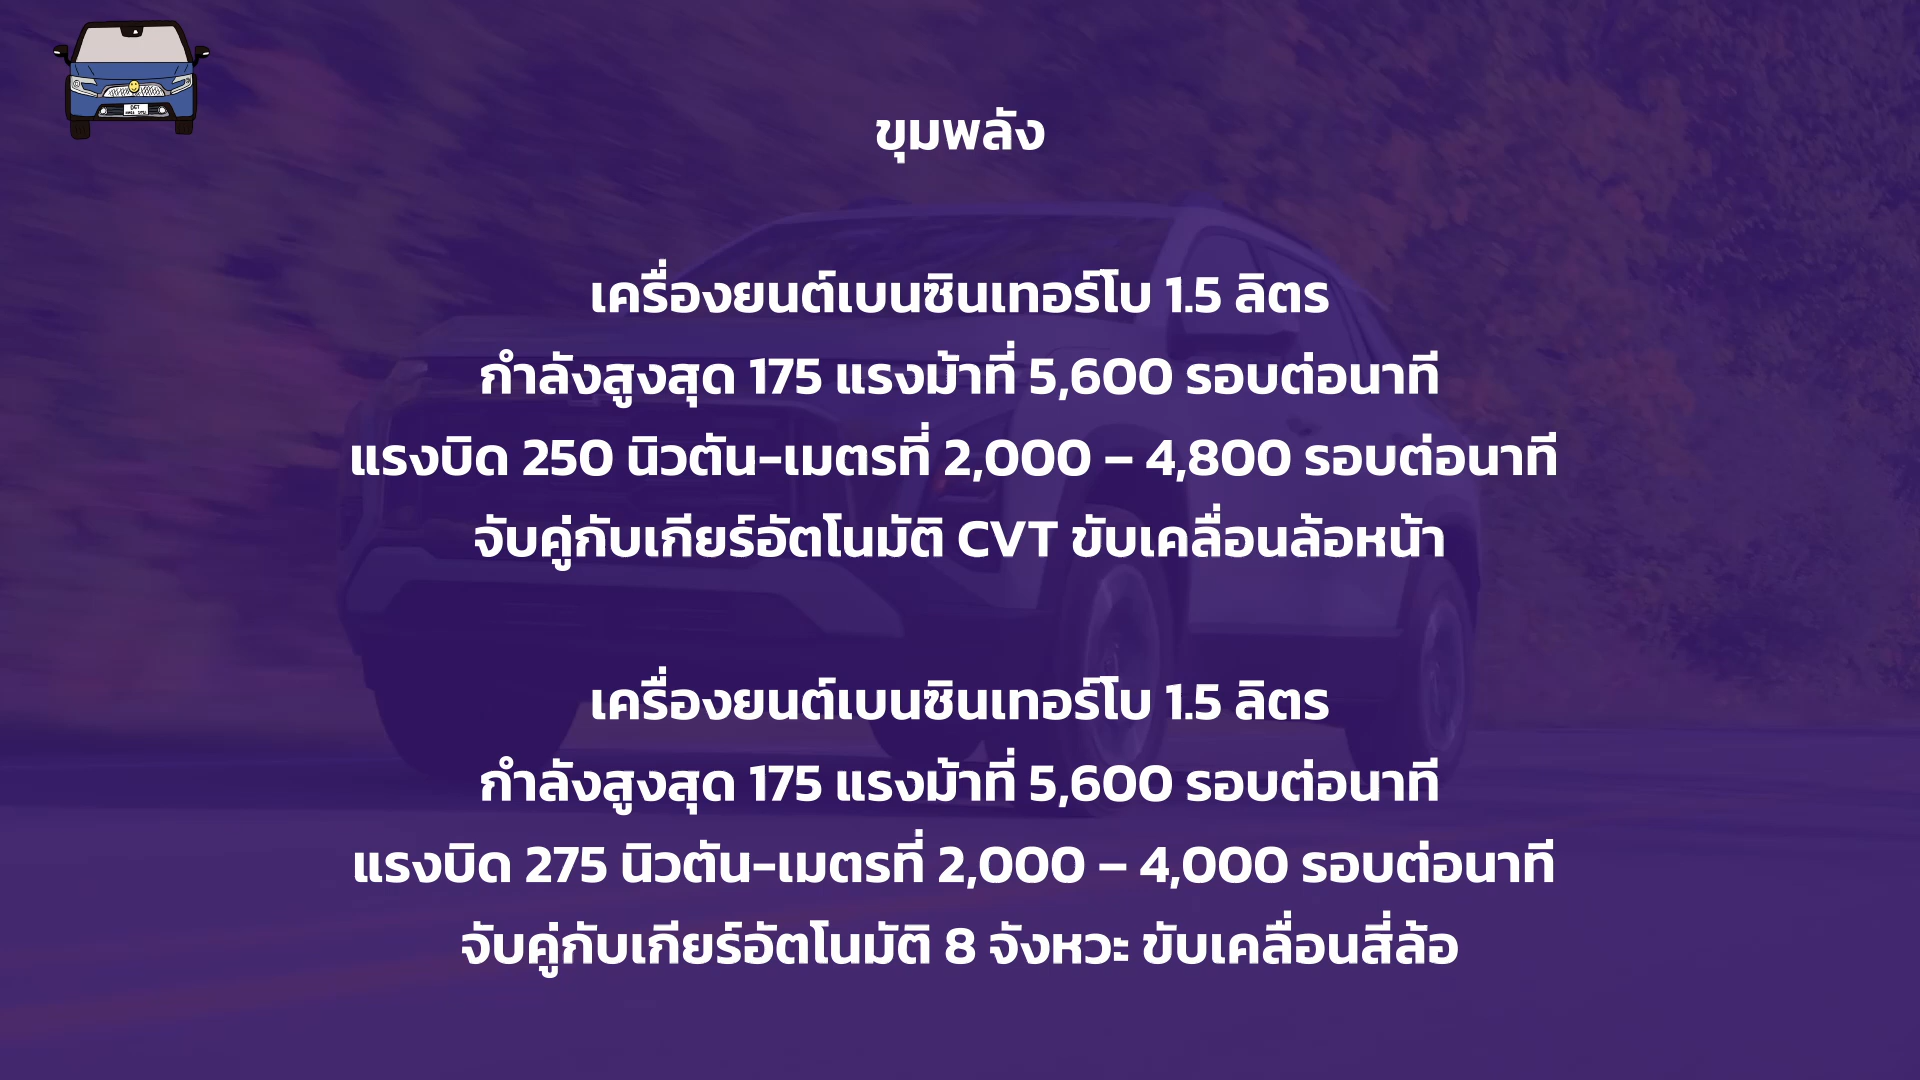 ขุมพลัง
เครื่องยนต์เบนซินเทอร์โบ 1.5 ลิตร
กำลังสูงสุด 175 แรงม้าที่ 5,600 รอบต่อนาที
แรงบิด 250 นิวตัน-เมตรที่ 2,000 – 4,800 รอบต่อนาที
จับคู่กับเกียร์อัตโนมัติ CVT ขับเคลื่อนล้อหน้า
เครื่องยนต์เบนซินเทอร์โบ 1.5 ลิตร
กำลังสูงสุด 175 แรงม้าที่ 5,600 รอบต่อนาที
แรงบิด 275 นิวตัน-เมตรที่ 2,000 – 4,000 รอบต่อนาที
จับคู่กับเกียร์อัตโนมัติ 8 จังหวะ ขับเคลื่อนสี่ล้อ